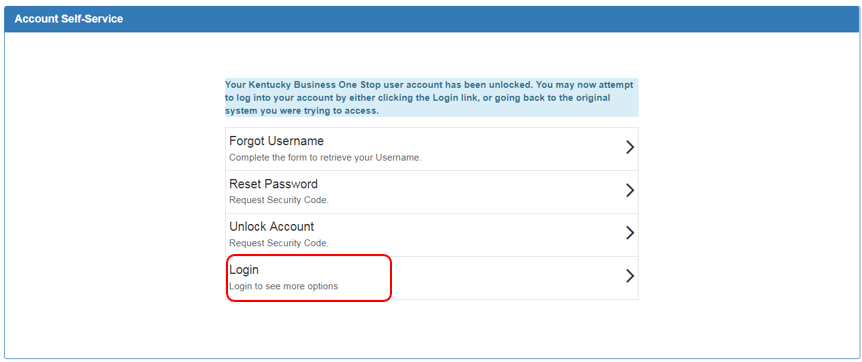 Account Self-Service
Your Kentucky Business One Stop user account has been unlocked. You may now attempt
to log into your account by either clicking the Login link, or going back to the original
system you were trying to access.
Forgot Username
Complete the form to retrieve your Username.
Reset Password
Request Security Code.
Unlock Account
Request Security Code.
Login
Login to see more options